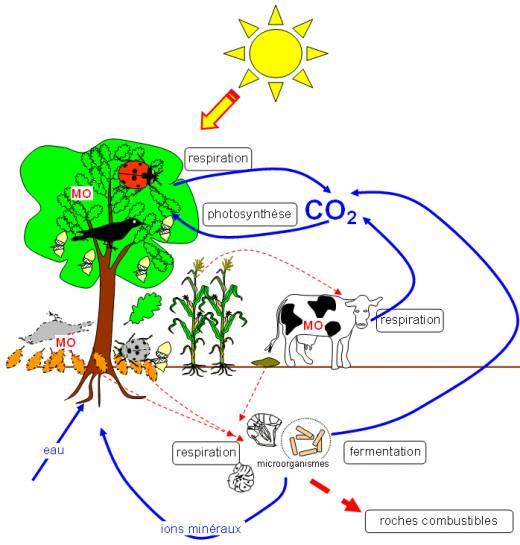 respiration
MO
photosynthèse
CO2
MO
respiration
MO
eau
respiration
microorganismes
fermentation
ions minéraux
roches combustibles